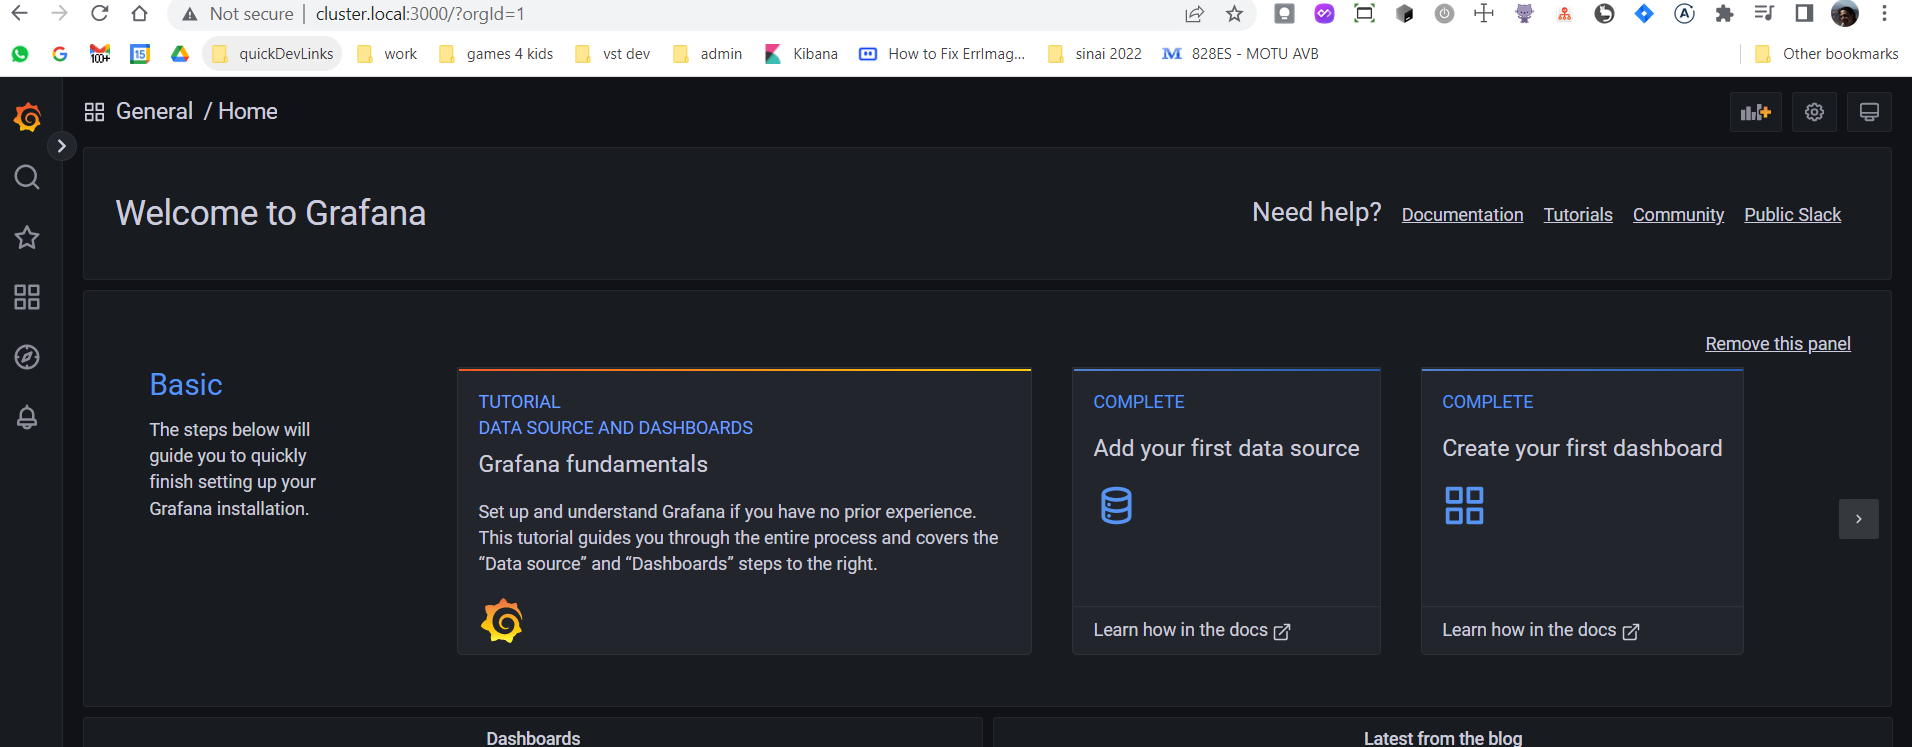 Not secure | cluster.local:3000/?orgId=1
quickDevLinks work games 4 kids vst dev admin Kibana How to Fix ErrImag... sinai 2022 828ES - MOTU AVB Other bookmarks
General / Home
Welcome to Grafana
Need help? Documentation Tutorials Community Public Slack
Remove this panel
Basic
The steps below will
guide you to quickly
finish setting up your
Grafana installation.
TUTORIAL
DATA SOURCE AND DASHBOARDS
Grafana fundamentals
Set up and understand Grafana if you have no prior experience.
This tutorial guides you through the entire process and covers the
“Data source” and “Dashboards” steps to the right.
COMPLETE
Add your first data source
Learn how in the docs
COMPLETE
Create your first dashboard
Learn how in the docs
Dashboards
Latest from the blog